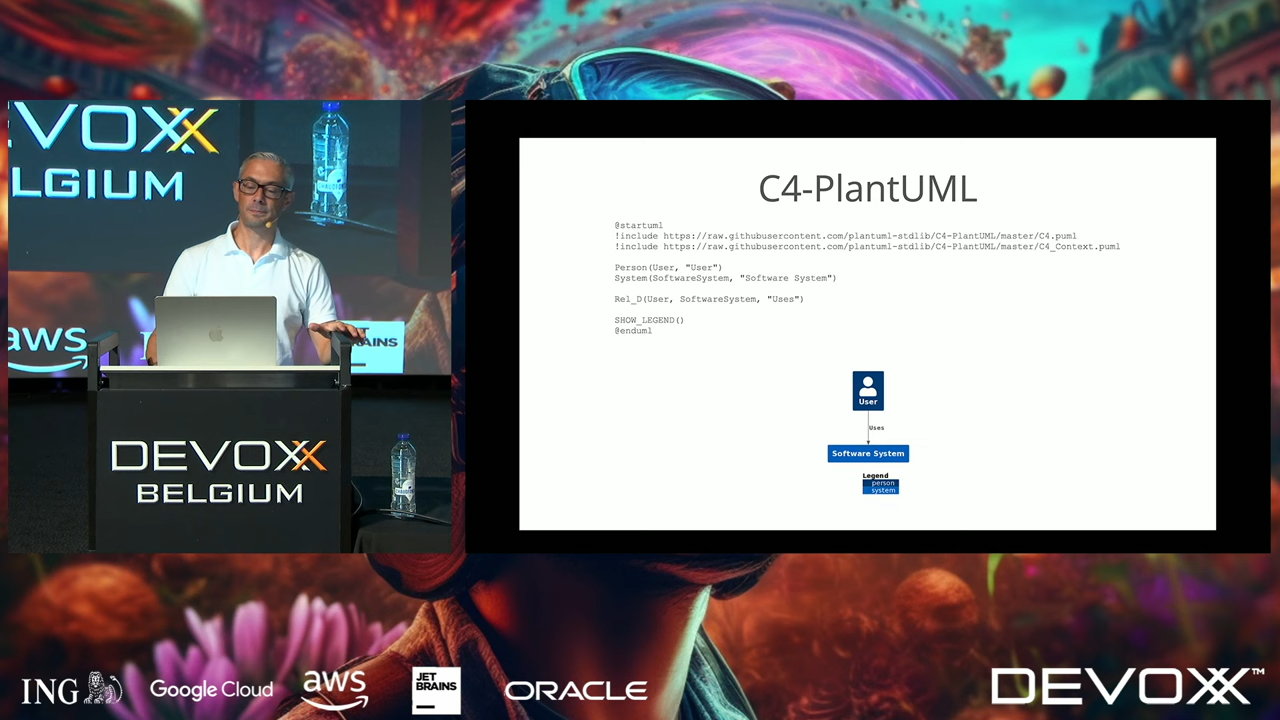 DEVOXX
BELGIUM
aws
JET
BRAINS
DEVOXX
BELGIUM
C4-PlantUML
@startuml
!include https://raw.githubusercontent.com/plantuml-stdlib/C4-PlantUML/master/C4.puml
!include https://raw.githubusercontent.com/plantuml-stdlib/C4-PlantUML/master/C4_Context.puml
Person(User, "User")
System(SoftwareSystem, "Software System")
Rel_D(User, SoftwareSystem, "Uses")
SHOW_LEGEND()
@enduml
User
Uses
Software System
Legend
person
system
ING
Google Cloud
aws
JET
BRAINS
ORACLE
DEVOXX™